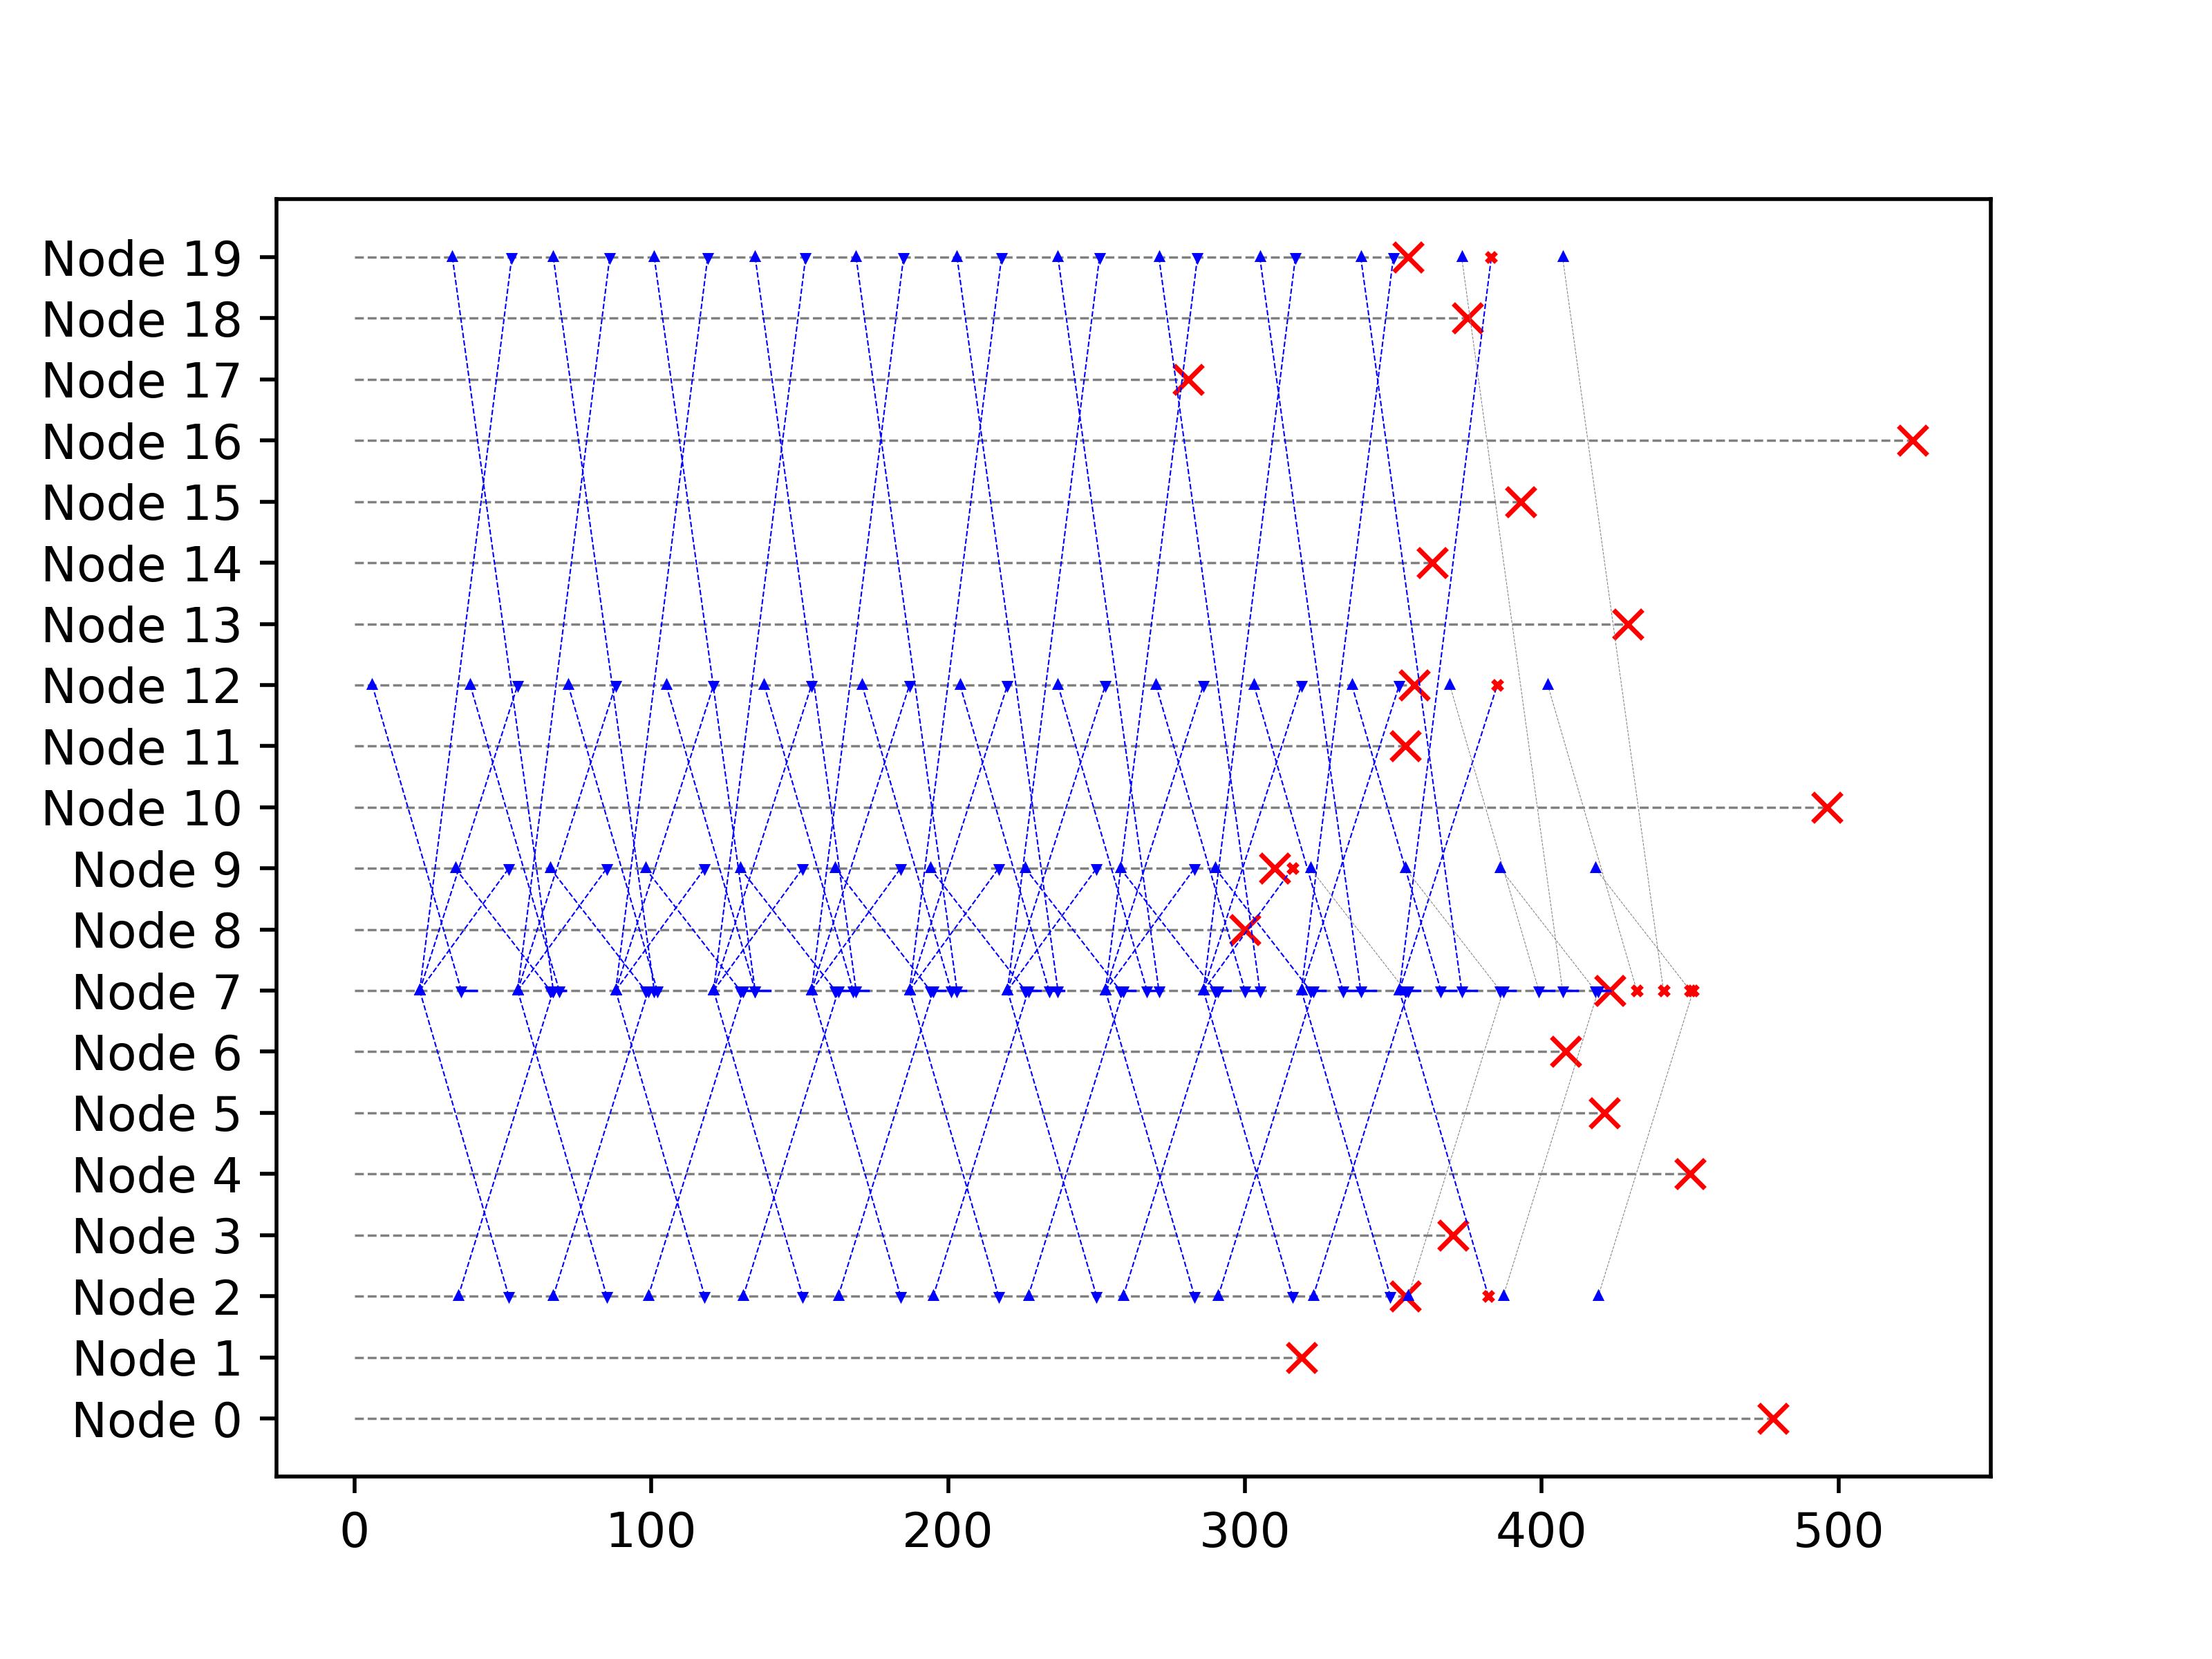 Node 19
Node 18
Node 17
Node 16
Node 15
Node 14
Node 13
Node 12
Node 11
Node 10
Node 9
Node 8
Node 7
Node 6
Node 5
Node 4
Node 3
Node 2
Node 1
Node 0
0 100 200 300 400 500